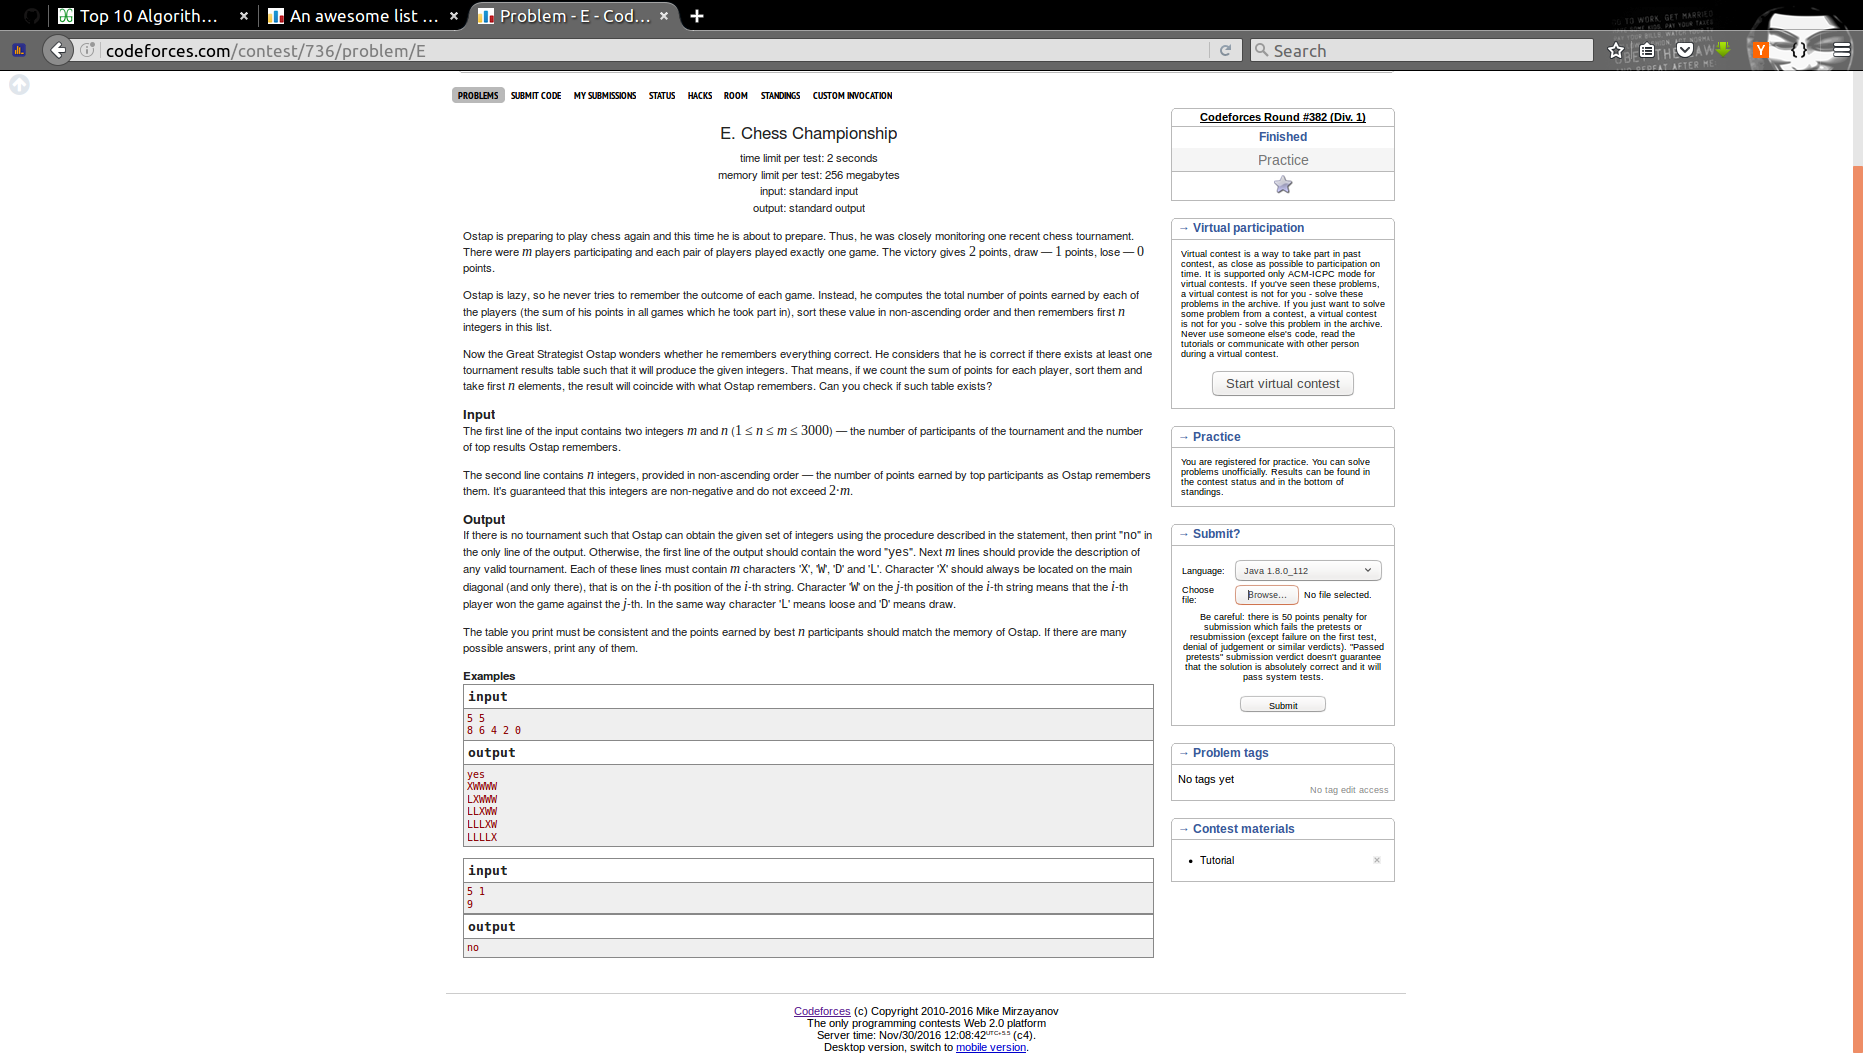 Top 10 Algorith... × An awesome list ... × Problem - E - Cod... × +
codeforces.com/contest/736/problem/E Search
PROBLEMS SUBMIT CODE MY SUBMISSIONS STATUS HACKS ROOM STANDINGS CUSTOM INVOCATION
E. Chess Championship
time limit per test: 2 seconds
memory limit per test: 256 megabytes
input: standard input
output: standard output
Ostap is preparing to play chess again and this time he is about to prepare. Thus, he was closely monitoring one recent chess tournament.
There were m players participating and each pair of players played exactly one game. The victory gives 2 points, draw — 1 points, lose — 0
points.
Ostap is lazy, so he never tries to remember the outcome of each game. Instead, he computes the total number of points earned by each of
the players (the sum of his points in all games which he took part in), sort these value in non-ascending order and then remembers first n
integers in this list.
Now the Great Strategist Ostap wonders whether he remembers everything correct. He considers that he is correct if there exists at least one
tournament results table such that it will produce the given integers. That means, if we count the sum of points for each player, sort them and
take first n elements, the result will coincide with what Ostap remembers. Can you check if such table exists?
Input
The first line of the input contains two integers m and n (1 ≤ n ≤ m ≤ 3000) — the number of participants of the tournament and the number
of top results Ostap remembers.
The second line contains n integers, provided in non-ascending order — the number of points earned by top participants as Ostap remembers
them. It's guaranteed that this integers are non-negative and do not exceed 2·m.
Output
If there is no tournament such that Ostap can obtain the given set of integers using the procedure described in the statement, then print "no" in
the only line of the output. Otherwise, the first line of the output should contain the word "yes". Next m lines should provide the description of
any valid tournament. Each of these lines must contain m characters 'X', 'W', 'D' and 'L'. Character 'X' should always be located on the main
diagonal (and only there), that is on the i-th position of the i-th string. Character 'W' on the j-th position of the i-th string means that the i-th
player won the game against the j-th. In the same way character 'L' means loose and 'D' means draw.
The table you print must be consistent and the points earned by best n participants should match the memory of Ostap. If there are many
possible answers, print any of them.
Examples
input
5 5
8 6 4 2 0
output
yes
XWWWW
LXWWW
LLXWW
LLLXW
LLLLX
input
5 1
9
output
no
Codeforces Round #382 (Div. 1)
Finished
Practice
→ Virtual participation
Virtual contest is a way to take part in past
contest, as close as possible to participation on
time. It is supported only ACM-ICPC mode for
virtual contests. If you've seen these problems,
a virtual contest is not for you - solve these
problems in the archive. If you just want to solve
some problem from a contest, a virtual contest
is not for you - solve this problem in the archive.
Never use someone else's code, read the
tutorials or communicate with other person
during a virtual contest.
Start virtual contest
→ Practice
You are registered for practice. You can solve
problems unofficially. Results can be found in
the contest status and in the bottom of
standings.
→ Submit?
Language: Java 1.8.0_112
Choose
file: Browse... No file selected.
Be careful: there is 50 points penalty for
submission which fails the pretests or
resubmission (except failure on the first test,
denial of judgement or similar verdicts). "Passed
pretests" submission verdict doesn't guarantee
that the solution is absolutely correct and it will
pass system tests.
Submit
→ Problem tags
No tags yet
No tag edit access
→ Contest materials
Tutorial ×
Codeforces (c) Copyright 2010-2016 Mike Mirzayanov
The only programming contests Web 2.0 platform
Server time: Nov/30/2016 12:08:42UTC+5.5 (c4).
Desktop version, switch to mobile version.